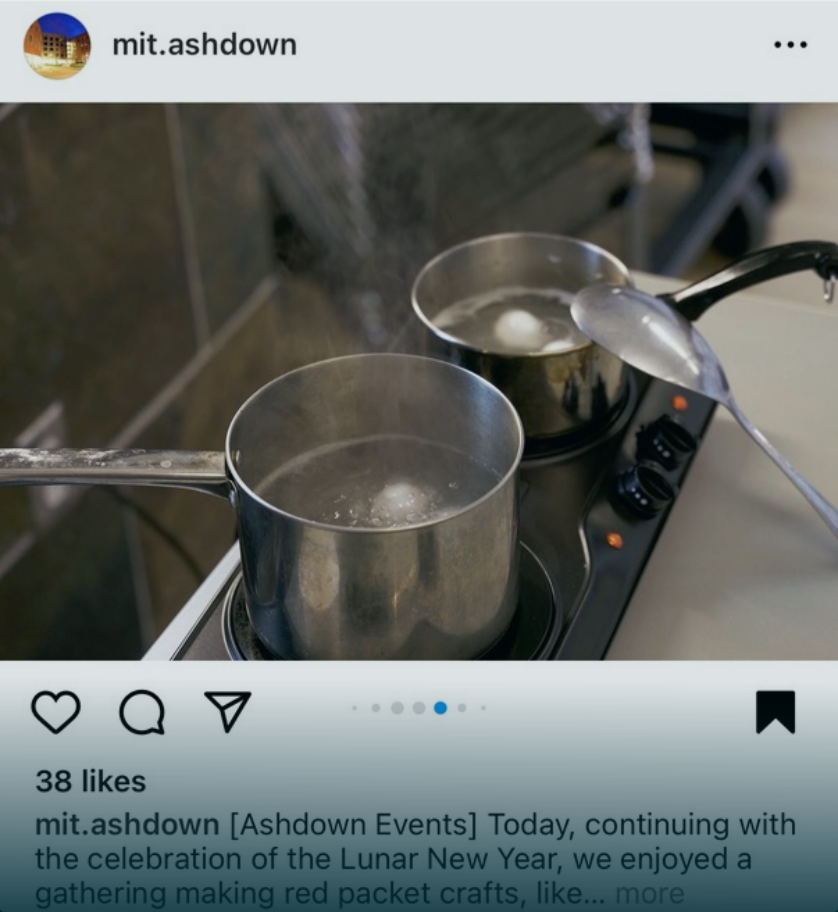 mit.ashdown
38 likes
mit.ashdown [Ashdown Events] Today, continuing with
the celebration of the Lunar New Year, we enjoyed a
gathering making red packet crafts, like... more